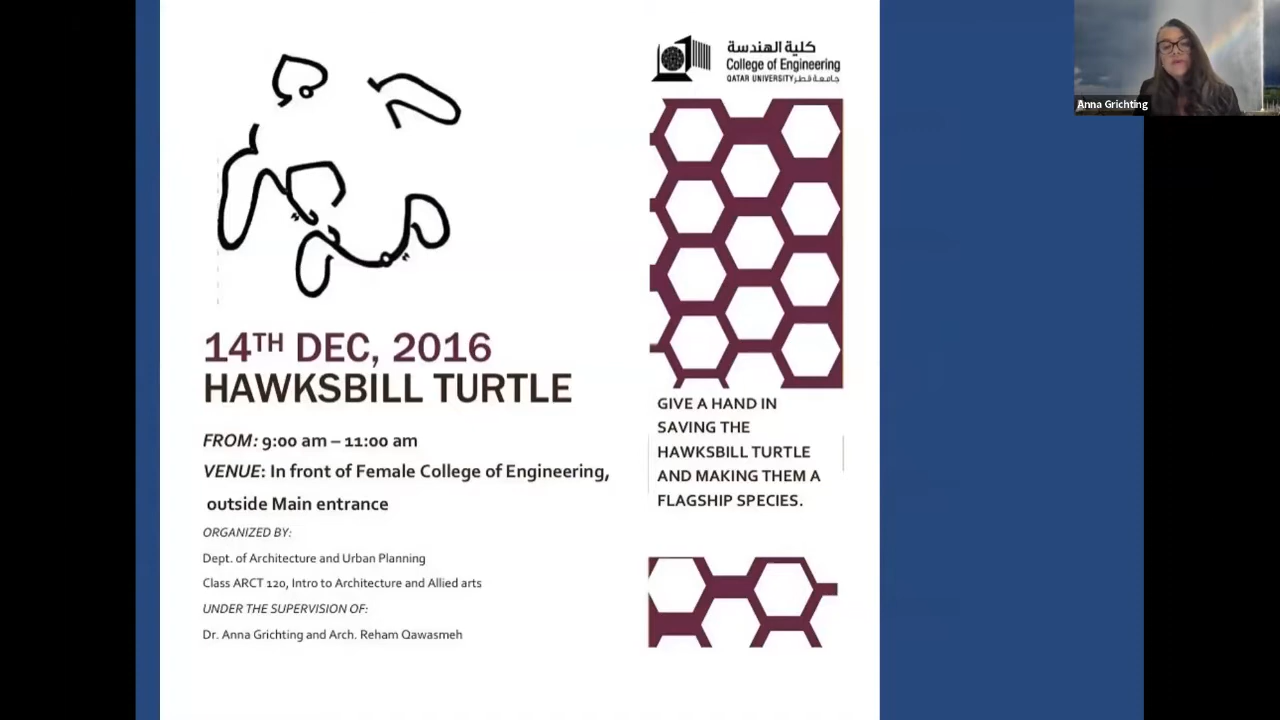 كلية الهندسة
College of Engineering
QATAR UNIVERSITY جامعة قطر
Anna Grichting
14TH DEC, 2016
HAWKSBILL TURTLE
FROM: 9:00 am – 11:00 am
VENUE: In front of Female College of Engineering,
outside Main entrance
ORGANIZED BY:
Dept. of Architecture and Urban Planning
Class ARCT 120, Intro to Architecture and Allied arts
UNDER THE SUPERVISION OF:
Dr. Anna Grichting and Arch. Reham Qawasmeh
GIVE A HAND IN
SAVING THE
HAWKSBILL TURTLE
AND MAKING THEM A
FLAGSHIP SPECIES.